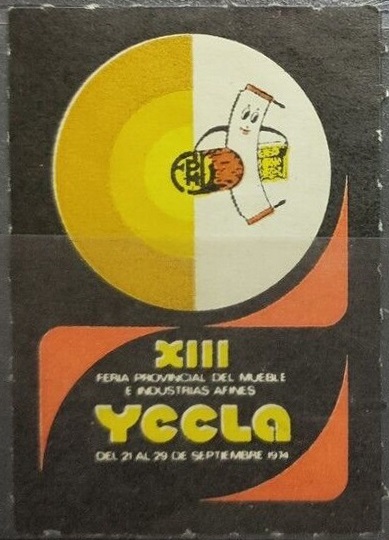 XIII
FERIA PROVINCIAL DEL MUEBLE
E INDUSTRIAS AFINES
YECLA
DEL 21 AL 29 DE SEPTIEMBRE 1974